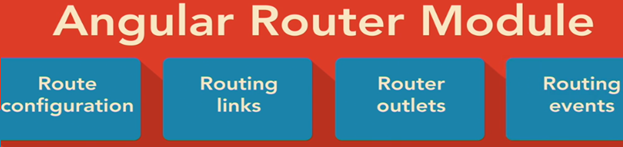 Angular Router Module
Route
configuration
Routing
links
Router
outlets
Routing
events